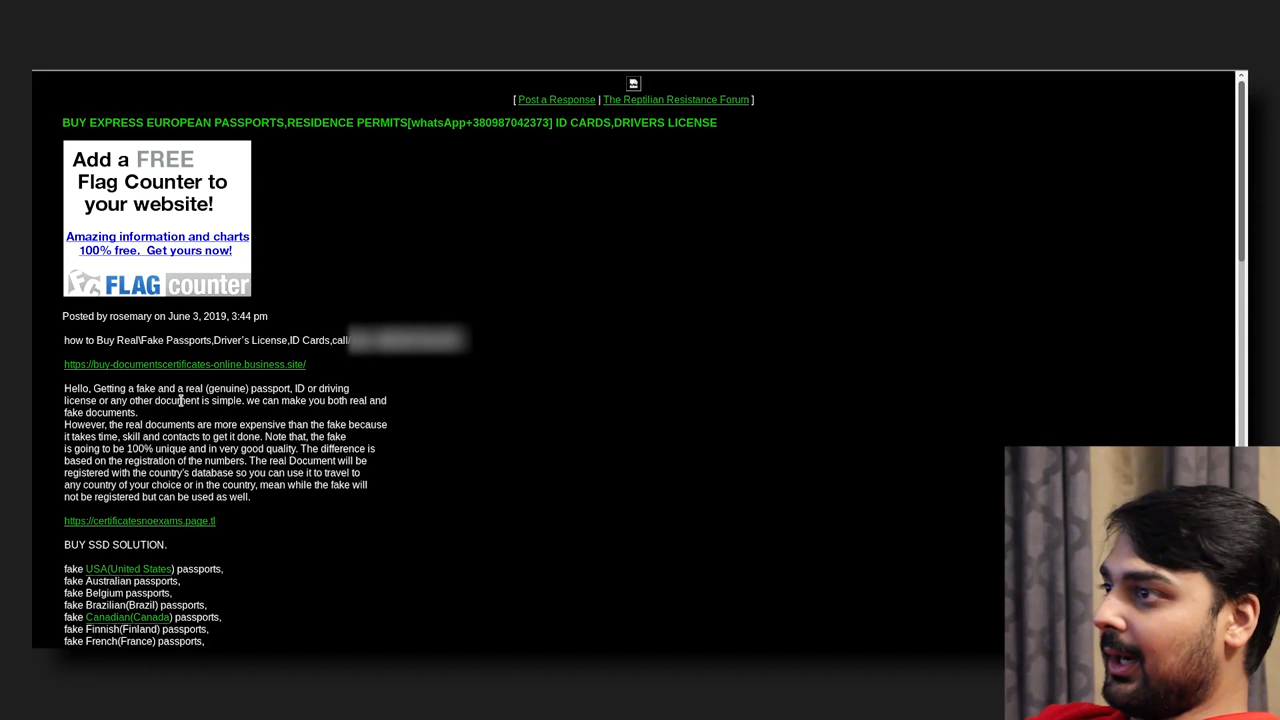 [ Post a Response | The Reptilian Resistance Forum ]
BUY EXPRESS EUROPEAN PASSPORTS,RESIDENCE PERMITS[whatsApp+380987042373] ID CARDS,DRIVERS LICENSE
Add a FREE
Flag Counter to
your website!
Amazing information and charts
100% free. Get yours now!
FLAG counter
Posted by rosemary on June 3, 2019, 3:44 pm
how to Buy Real\Fake Passports,Driver’s License,ID Cards,call/
https://buy-documentscertificates-online.business.site/
Hello, Getting a fake and a real (genuine) passport, ID or driving
license or any other document is simple. we can make you both real and
fake documents.
However, the real documents are more expensive than the fake because
it takes time, skill and contacts to get it done. Note that, the fake
is going to be 100% unique and in very good quality. The difference is
based on the registration of the numbers. The real Document will be
registered with the country's database so you can use it to travel to
any country of your choice or in the country, mean while the fake will
not be registered but can be used as well.
https://certificatesnoexams.page.tl
BUY SSD SOLUTION.
fake USA(United States) passports,
fake Australian passports,
fake Belgium passports,
fake Brazilian(Brazil) passports,
fake Canadian(Canada) passports,
fake Finnish(Finland) passports,
fake French(France) passports,